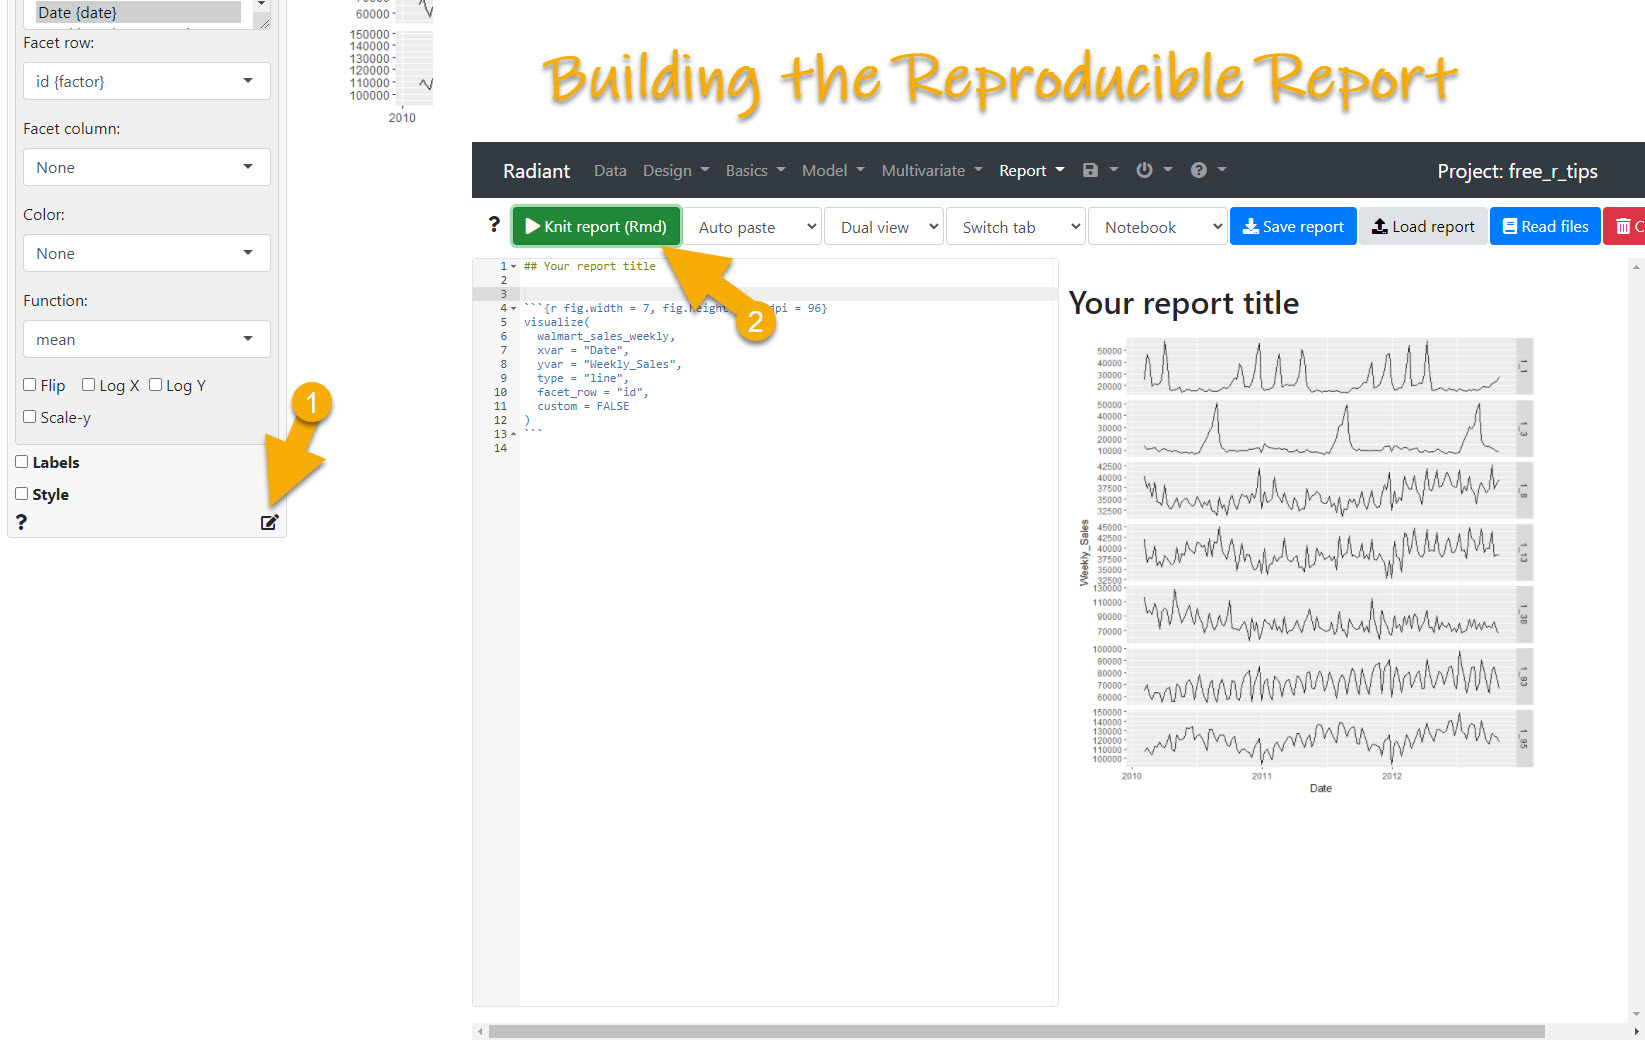 Date {date}
Facet row:
id {factor}
Facet column:
None
Color:
None
Function:
mean
Flip Log X Log Y
Scale-y
1
Labels
Style
?
60000
150000
140000
130000
120000
110000
100000
2010
Building the Reproducible Report
Radiant Data Design Basics Model Multivariate Report ? Project: free_r_tips
? Knit report (Rmd) Auto paste Dual view Switch tab Notebook Save report Load report Read files C
2
1 ## Your report title
2
3
4 ```{r fig.width = 7, fig.height dpi = 96}
5 visualize(
6 walmart_sales_weekly,
7 xvar = "Date",
8 yvar = "Weekly_Sales",
9 type = "line",
10 facet_row = "id",
11 custom = FALSE
12 )
13 ```
14
Your report title
Weekly_Sales
50000
40000
30000
20000
1_1
50000
40000
30000
20000
10000
1_3
42500
40000
37500
35000
32500
1_8
45000
42500
40000
37500
35000
32500
1_13
130000
110000
90000
70000
1_38
100000
90000
80000
70000
60000
1_93
150000
140000
130000
120000
110000
100000
1_95
2010 2011 2012
Date